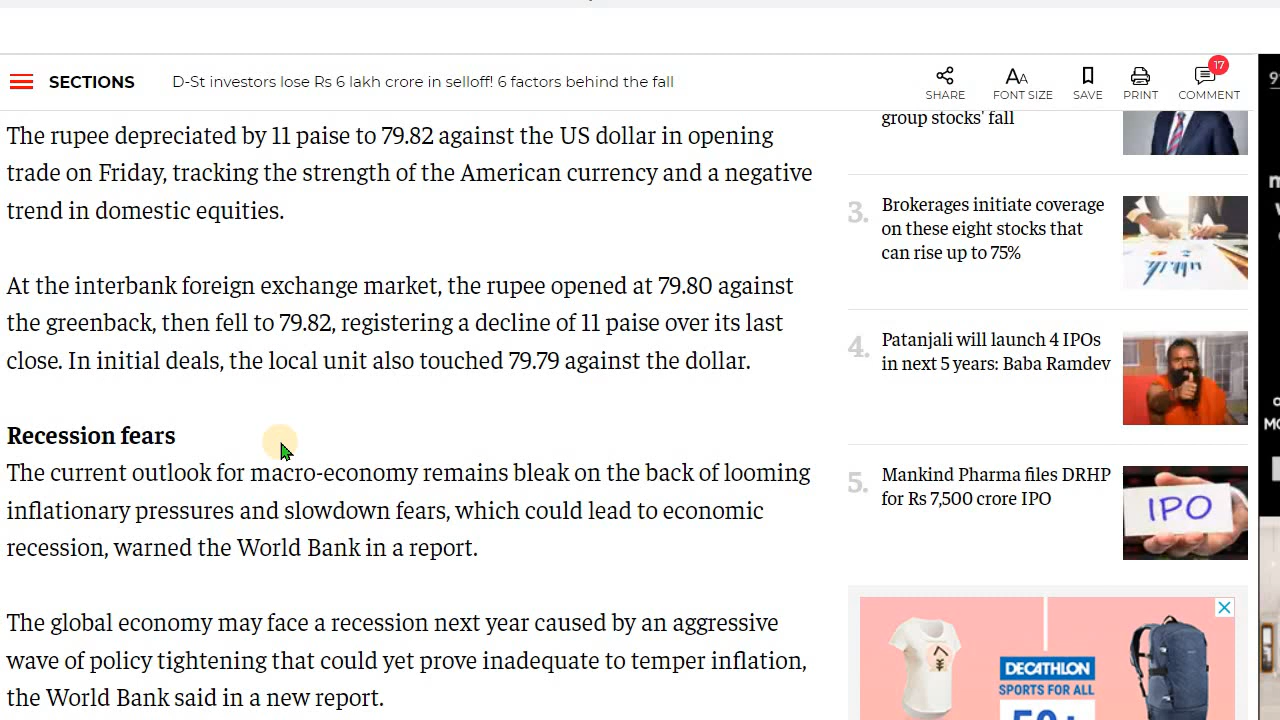 SECTIONS
D-St investors lose Rs 6 lakh crore in selloff! 6 factors behind the fall
SHARE
FONT SIZE
SAVE
PRINT
17
COMMENT
The rupee depreciated by 11 paise to 79.82 against the US dollar in opening
trade on Friday, tracking the strength of the American currency and a negative
trend in domestic equities.
At the interbank foreign exchange market, the rupee opened at 79.80 against
the greenback, then fell to 79.82, registering a decline of 11 paise over its last
close. In initial deals, the local unit also touched 79.79 against the dollar.
Recession fears
The current outlook for macro-economy remains bleak on the back of looming
inflationary pressures and slowdown fears, which could lead to economic
recession, warned the World Bank in a report.
The global economy may face a recession next year caused by an aggressive
wave of policy tightening that could yet prove inadequate to temper inflation,
the World Bank said in a new report.
group stocks' fall
3.
Brokerages initiate coverage
on these eight stocks that
can rise up to 75%
4.
Patanjali will launch 4 IPOs
in next 5 years: Baba Ramdev
5.
Mankind Pharma files DRHP
for Rs 7,500 crore IPO
IPO
DECATHLON
SPORTS FOR ALL